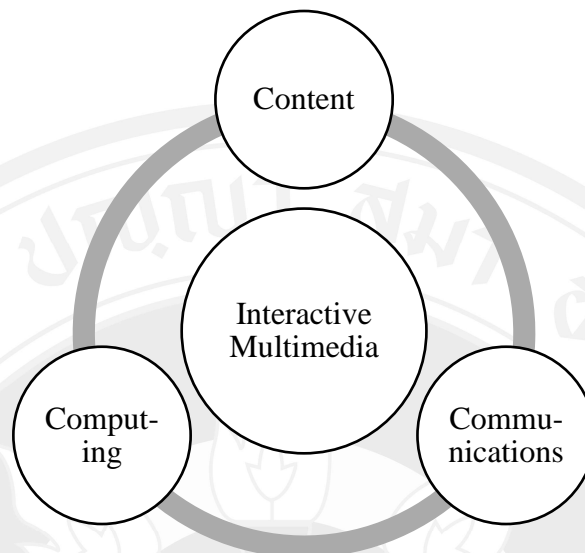 Content
Interactive
Multimedia
Comput-
ing
Commu-
nications